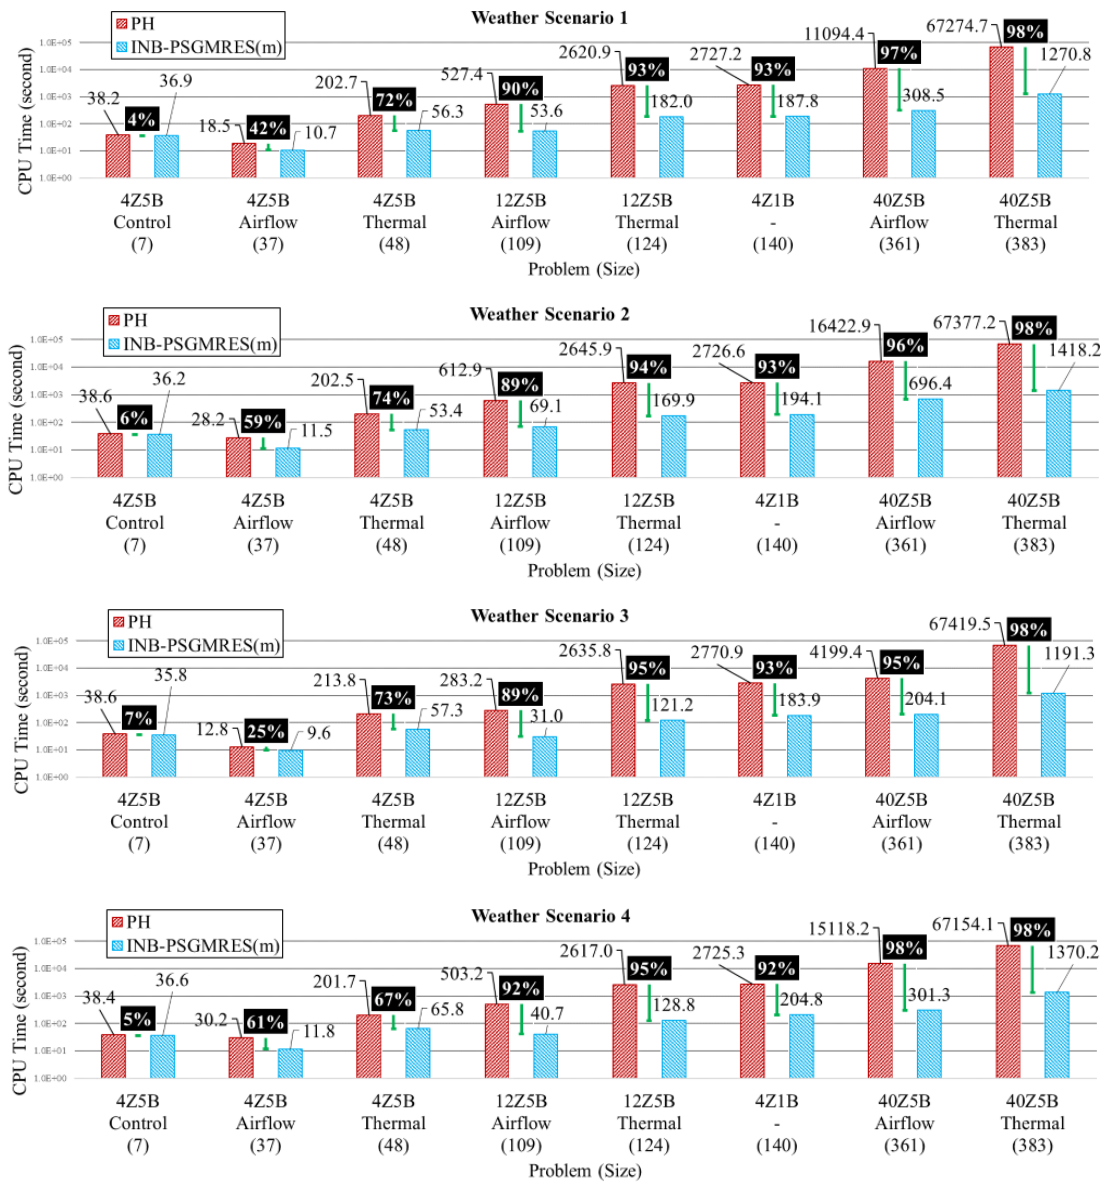 Weather Scenario 1
PH
INB-PSGMRES(m)
CPU Time (second)
1.0E+05
1.0E+04
1.0E+03
1.0E+02
1.0E+01
1.0E+00
38.2 4% 36.9
18.5 42% 10.7
202.7 72% 56.3
527.4 90% 53.6
2620.9 93% 182.0
2727.2 93% 187.8
11094.4 97% 308.5
67274.7 98% 1270.8
4Z5B 4Z5B 4Z5B 12Z5B 12Z5B 4Z1B 40Z5B 40Z5B
Control Airflow Thermal Airflow Thermal - Airflow Thermal
(7) (37) (48) (109) (124) (140) (361) (383)
Problem (Size)
Weather Scenario 2
PH
INB-PSGMRES(m)
CPU Time (second)
1.0E+05
1.0E+04
1.0E+03
1.0E+02
1.0E+01
1.0E+00
38.6 6% 36.2
28.2 59% 11.5
202.5 74% 53.4
612.9 89% 69.1
2645.9 94% 169.9
2726.6 93% 194.1
16422.9 96% 696.4
67377.2 98% 1418.2
4Z5B 4Z5B 4Z5B 12Z5B 12Z5B 4Z1B 40Z5B 40Z5B
Control Airflow Thermal Airflow Thermal - Airflow Thermal
(7) (37) (48) (109) (124) (140) (361) (383)
Problem (Size)
Weather Scenario 3
PH
INB-PSGMRES(m)
CPU Time (second)
1.0E+05
1.0E+04
1.0E+03
1.0E+02
1.0E+01
1.0E+00
38.6 7% 35.8
12.8 25% 9.6
213.8 73% 57.3
283.2 89% 31.0
2635.8 95% 121.2
2770.9 93% 183.9
4199.4 95% 204.1
67419.5 98% 1191.3
4Z5B 4Z5B 4Z5B 12Z5B 12Z5B 4Z1B 40Z5B 40Z5B
Control Airflow Thermal Airflow Thermal - Airflow Thermal
(7) (37) (48) (109) (124) (140) (361) (383)
Problem (Size)
Weather Scenario 4
PH
INB-PSGMRES(m)
CPU Time (second)
1.0E+05
1.0E+04
1.0E+03
1.0E+02
1.0E+01
1.0E+00
38.4 5% 36.6
30.2 61% 11.8
201.7 67% 65.8
503.2 92% 40.7
2617.0 95% 128.8
2725.3 92% 204.8
15118.2 98% 301.3
67154.1 98% 1370.2
4Z5B 4Z5B 4Z5B 12Z5B 12Z5B 4Z1B 40Z5B 40Z5B
Control Airflow Thermal Airflow Thermal - Airflow Thermal
(7) (37) (48) (109) (124) (140) (361) (383)
Problem (Size)